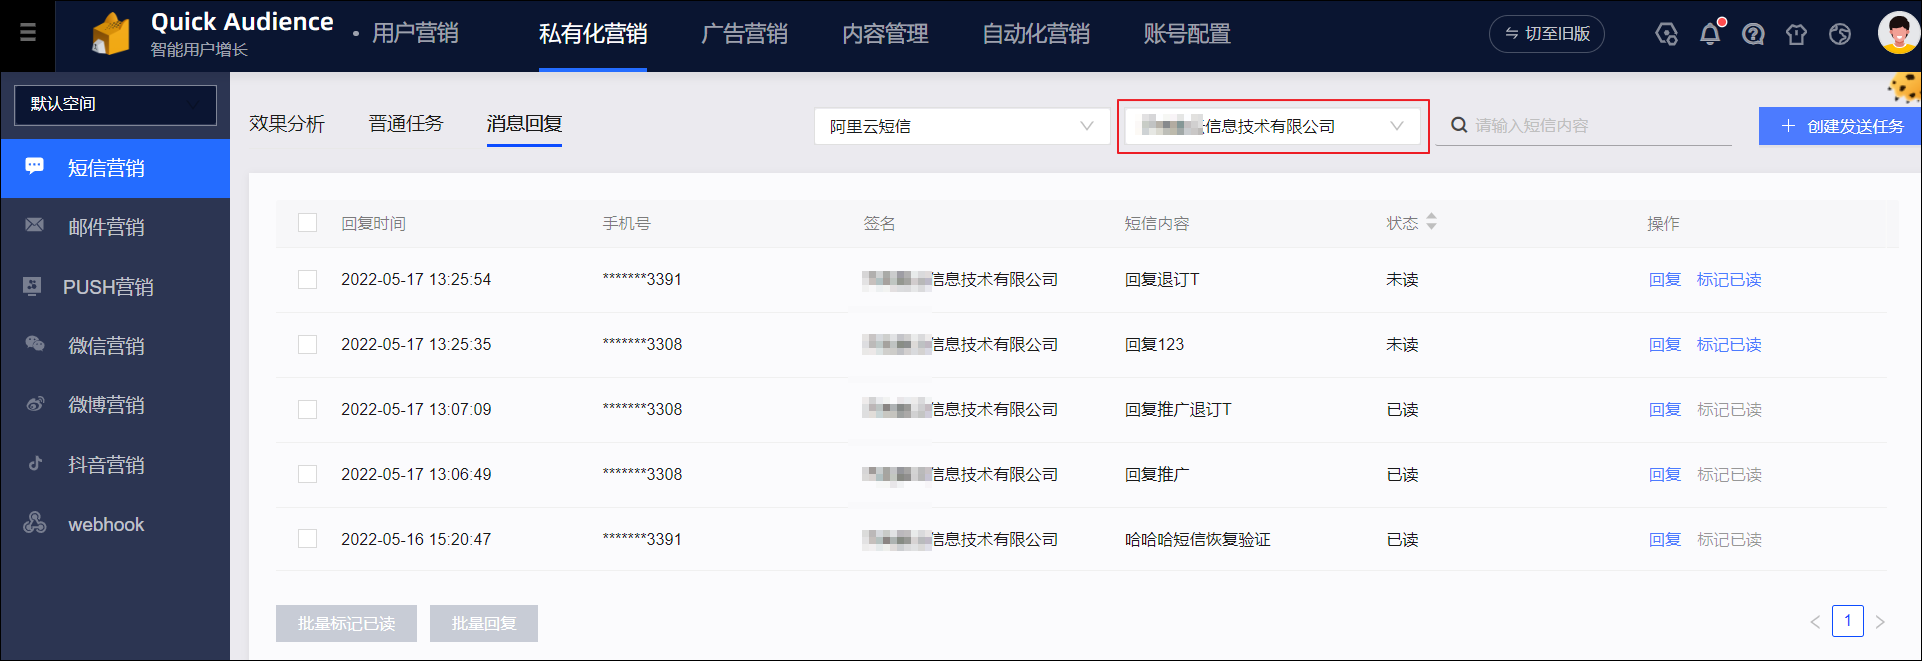 Quick Audience
智能用户增长
· 用户营销
私有化营销
广告营销
内容管理
自动化营销
账号配置
切至旧版
默认空间
短信营销
邮件营销
PUSH营销
微信营销
微博营销
抖音营销
webhook
效果分析 普通任务 消息回复
阿里云短信
信息技术有限公司
请输入短信内容
+ 创建发送任务
回复时间 手机号 签名 短信内容 状态 操作
2022-05-17 13:25:54 *******3391 信息技术有限公司 回复退订T 未读 回复 标记已读
2022-05-17 13:25:35 *******3308 信息技术有限公司 回复123 未读 回复 标记已读
2022-05-17 13:07:09 *******3308 信息技术有限公司 回复推广退订T 已读 回复 标记已读
2022-05-17 13:06:49 *******3308 信息技术有限公司 回复推广 已读 回复 标记已读
2022-05-16 15:20:47 *******3391 信息技术有限公司 哈哈哈短信恢复验证 已读 回复 标记已读
批量标记已读 批量回复
< 1 >